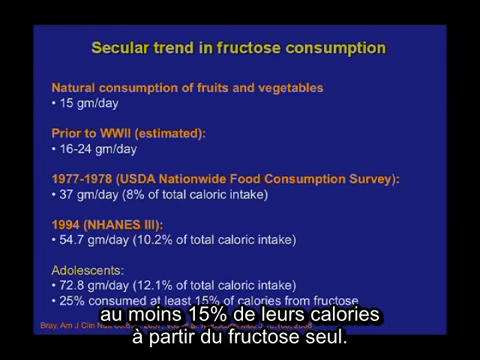 Secular trend in fructose consumption
Natural consumption of fruits and vegetables
• 15 gm/day
Prior to WWII (estimated):
• 16-24 gm/day
1977-1978 (USDA Nationwide Food Consumption Survey):
• 37 gm/day (8% of total caloric intake)
1994 (NHANES III):
• 54.7 gm/day (10.2% of total caloric intake)
Adolescents:
• 72.8 gm/day (12.1% of total caloric intake)
• 25% consumed at least 15% of calories from fructose
au moins 15% de leurs calories
à partir du fructose seul.
Bray, Am J Clin Nutr